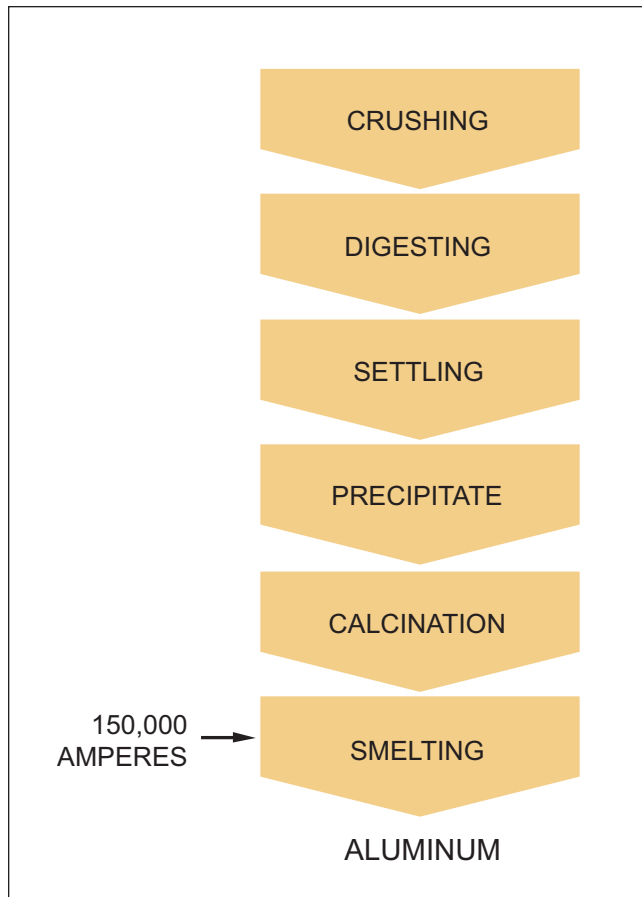 CRUSHING
DIGESTING
SETTLING
PRECIPITATE
CALCINATION
150,000
AMPERES
SMELTING
ALUMINUM